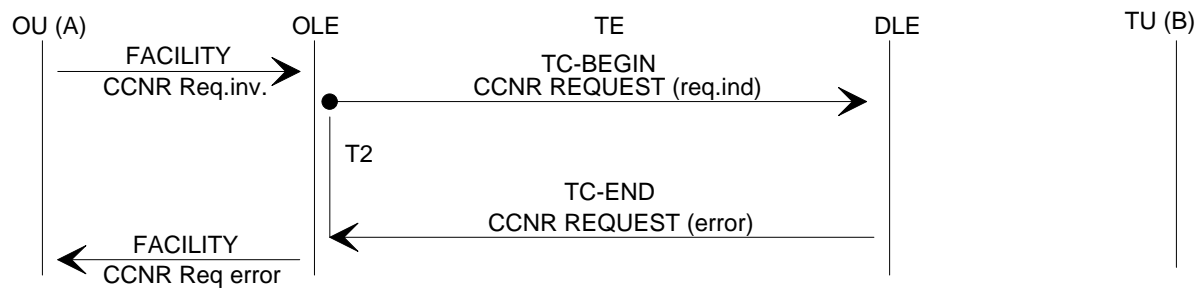 OU (A)
OLE
TE
DLE
TU (B)
FACILITY
CCNR Req.inv.
TC-BEGIN
CCNR REQUEST (req.ind)
T2
TC-END
CCNR REQUEST (error)
FACILITY
CCNR Req error